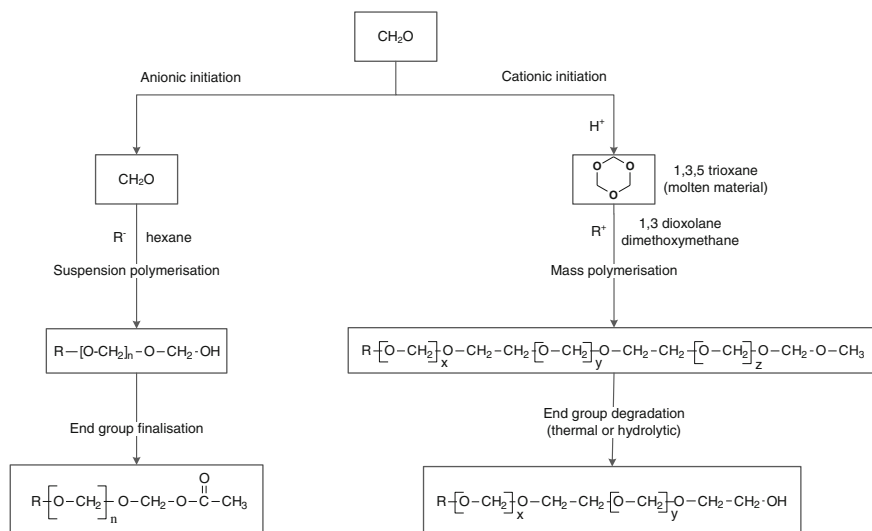 CH₂O
Anionic initiation
Cationic initiation
H⁺
CH₂O
O O
O
1,3,5 trioxane
(molten material)
R⁻ hexane
R⁺
1,3 dioxolane
dimethoxymethane
Suspension polymerisation
Mass polymerisation
R—[O-CH₂]ₙ—O—CH₂-OH
R-[O-CH₂]x-O-CH₂-CH₂-[O-CH₂]y-O-CH₂-CH₂-[O-CH₂]z-O-CH₂-O-CH₃
End group finalisation
End group degradation
(thermal or hydrolytic)
O
R-[O-CH₂]n-O-CH₂-O-C-CH₃
R-[O-CH₂]x-O-CH₂-CH₂-[O-CH₂]y-O-CH₂-CH₂-OH